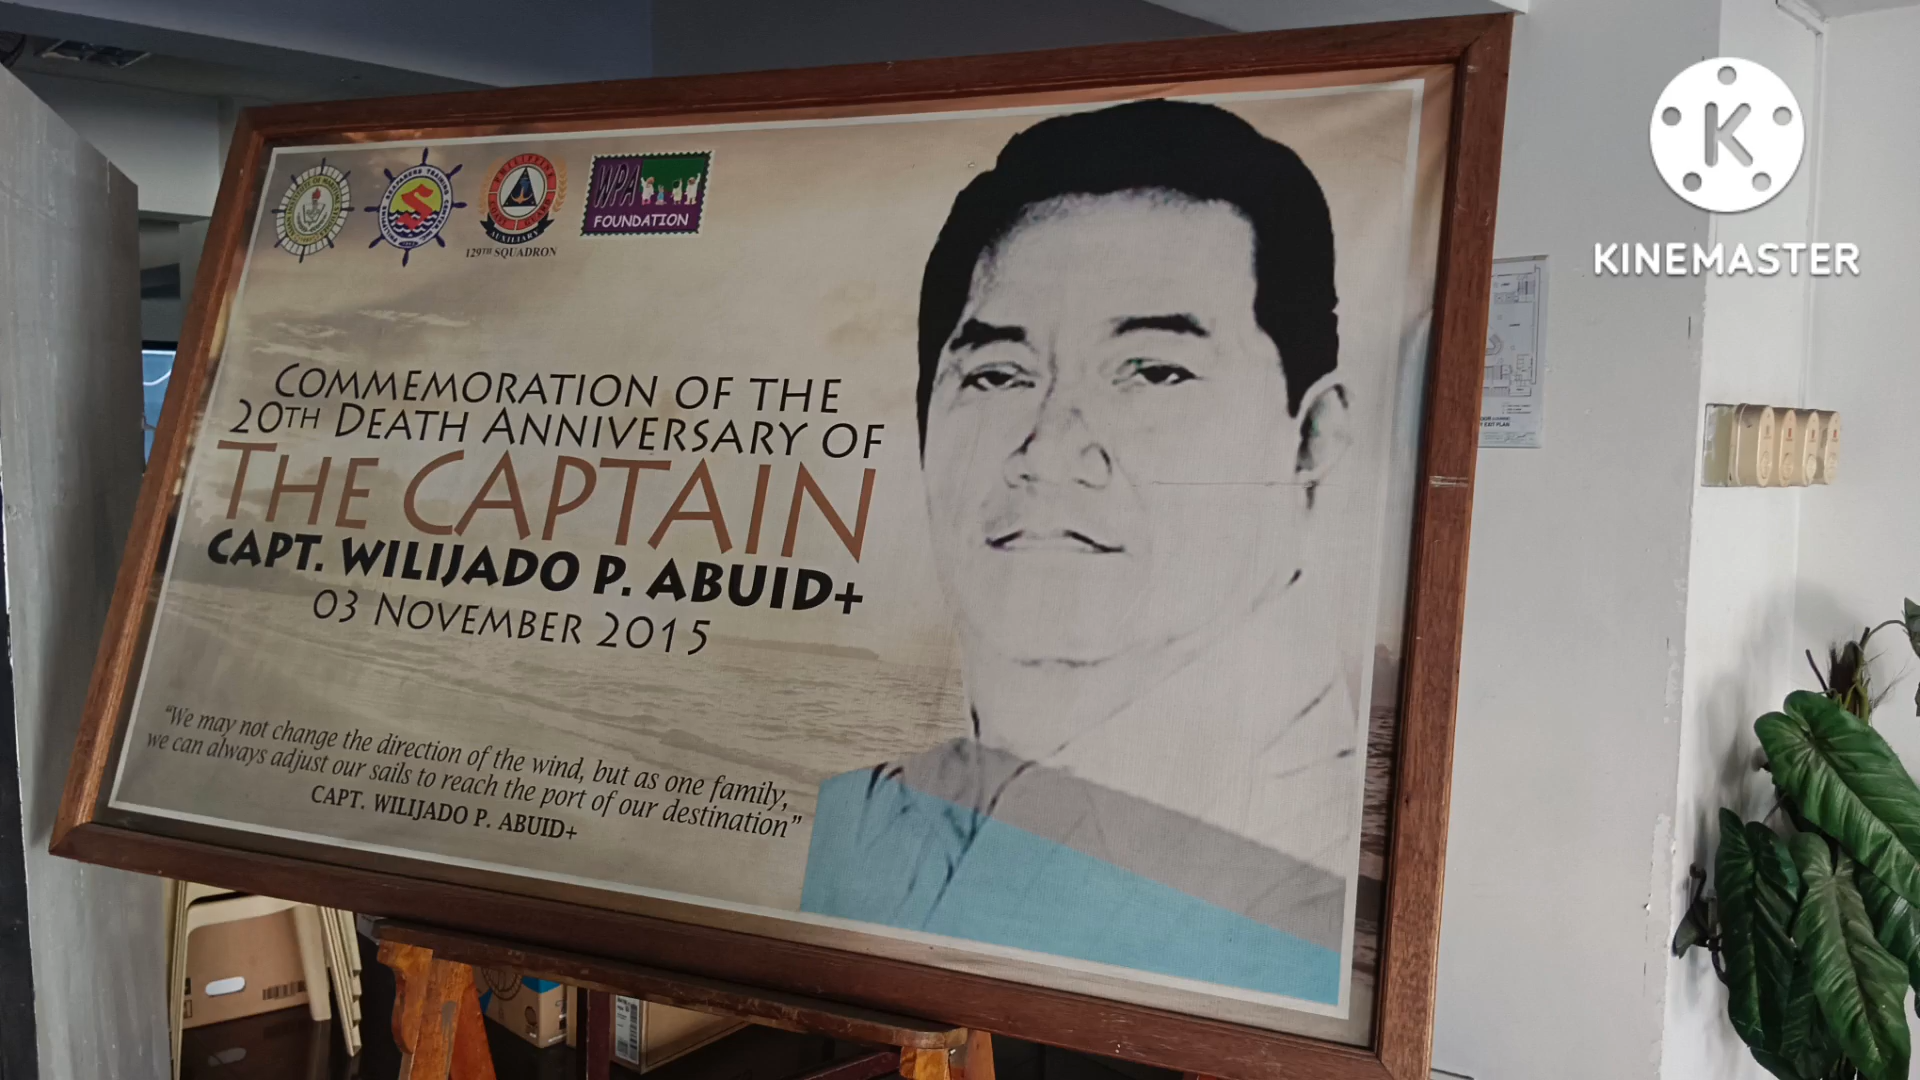 129TH SQUADRON
WPA
FOUNDATION
COMMEMORATION OF THE
20TH DEATH ANNIVERSARY OF
THE CAPTAIN
CAPT. WILIJADO P. ABUID+
03 NOVEMBER 2015
"We may not change the direction of the wind, but as one family,
we can always adjust our sails to reach the port of our destination"
CAPT. WILIJADO P. ABUID+
K
KINEMASTER